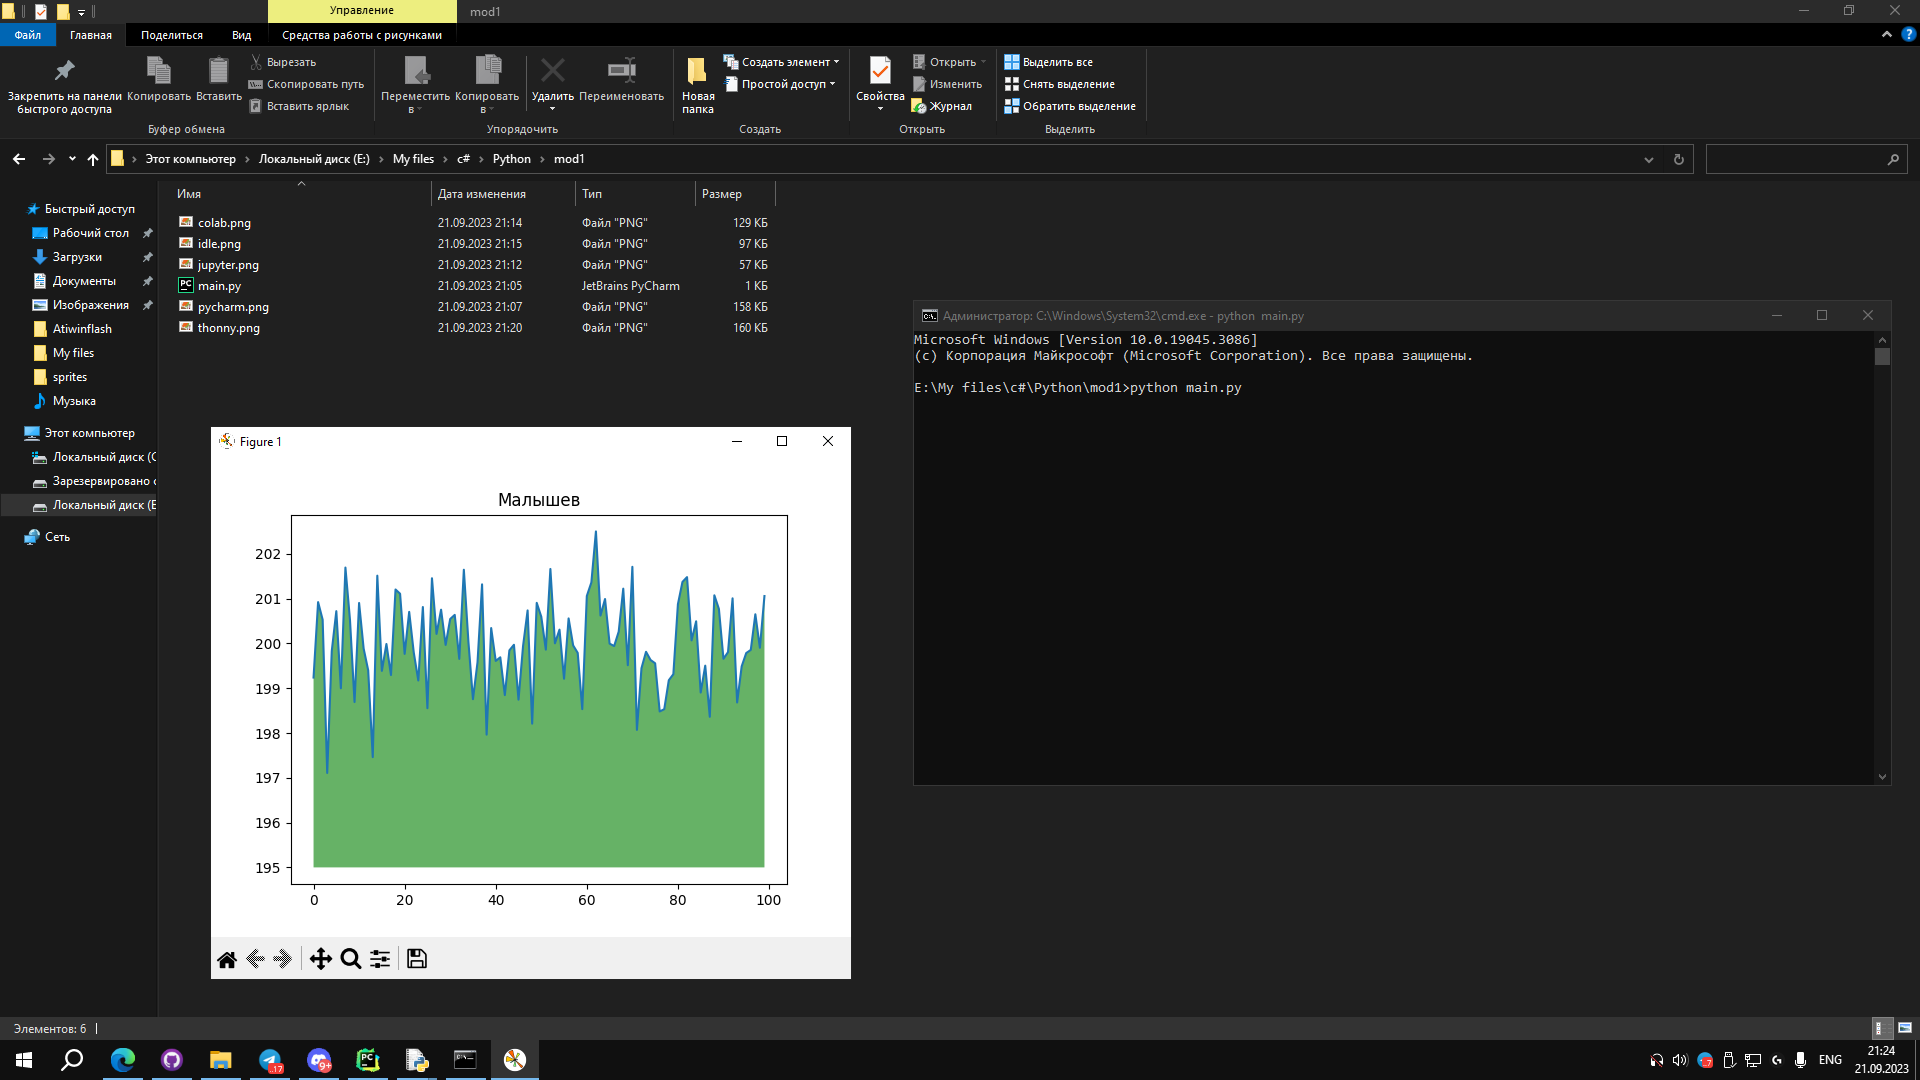 Управление
mod1
Файл
Главная
Поделиться
Вид
Средства работы с рисунками
Закрепить на панели
быстрого доступа
Копировать
Вставить
Вырезать
Скопировать путь
Вставить ярлык
Буфер обмена
Переместить
в
Копировать
в
Удалить
Переименовать
Упорядочить
Новая
папка
Создать элемент
Простой доступ
Создать
Свойства
Открыть
Изменить
Журнал
Открыть
Выделить все
Снять выделение
Обратить выделение
Выделить
Этот компьютер
Локальный диск (E:)
My files
c#
Python
mod1
Имя
Дата изменения
Тип
Размер
colab.png 21.09.2023 21:14 Файл "PNG" 129 КБ
idle.png 21.09.2023 21:15 Файл "PNG" 97 КБ
jupyter.png 21.09.2023 21:12 Файл "PNG" 57 КБ
main.py 21.09.2023 21:05 JetBrains PyCharm 1 КБ
pycharm.png 21.09.2023 21:07 Файл "PNG" 158 КБ
thonny.png 21.09.2023 21:20 Файл "PNG" 160 КБ
Быстрый доступ
Рабочий стол
Загрузки
Документы
Изображения
Atiwinflash
My files
sprites
Музыка
Этот компьютер
Локальный диск (C
Зарезервировано с
Локальный диск (E
Сеть
Администратор: C:\Windows\System32\cmd.exe - python main.py
Microsoft Windows [Version 10.0.19045.3086]
(c) Корпорация Майкрософт (Microsoft Corporation). Все права защищены.
E:\My files\c#\Python\mod1>python main.py
Figure 1
Малышев
202
201
200
199
198
197
196
195
0 20 40 60 80 100
Элементов: 6
PC
.17
9+
ENG
21:24
21.09.2023